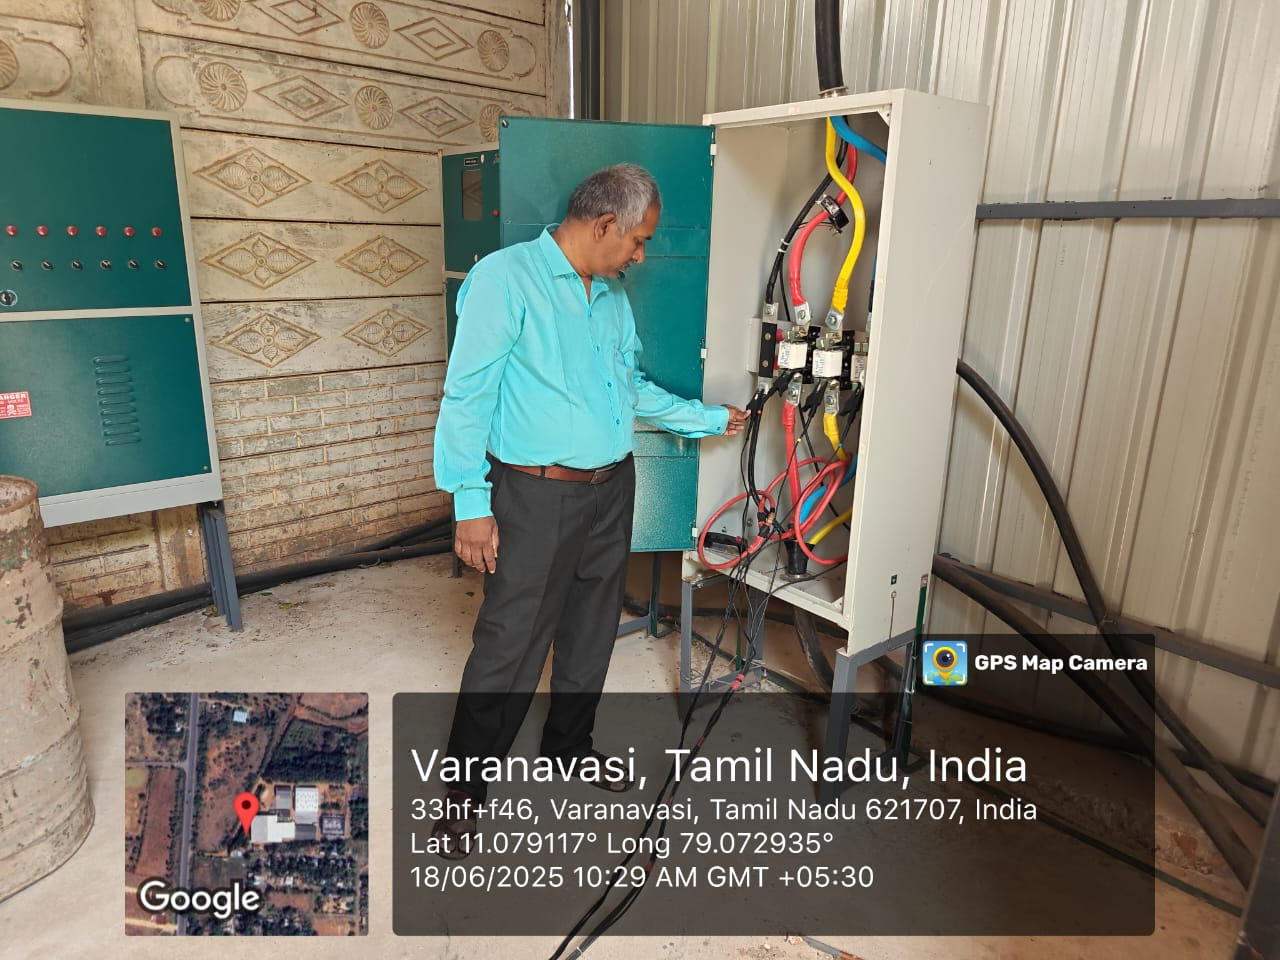 ANGER
GPS Map Camera
Varanavasi, Tamil Nadu, India
33hf+f46, Varanavasi, Tamil Nadu 621707, India
Lat 11.079117° Long 79.072935°
18/06/2025 10:29 AM GMT +05:30
Google